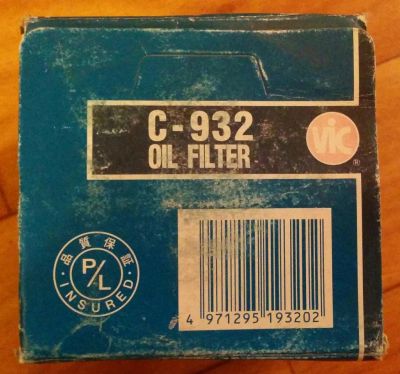 C-932
OIL FILTER
VIC
®
品質保証
P/L
INSURED
4 971295 193202